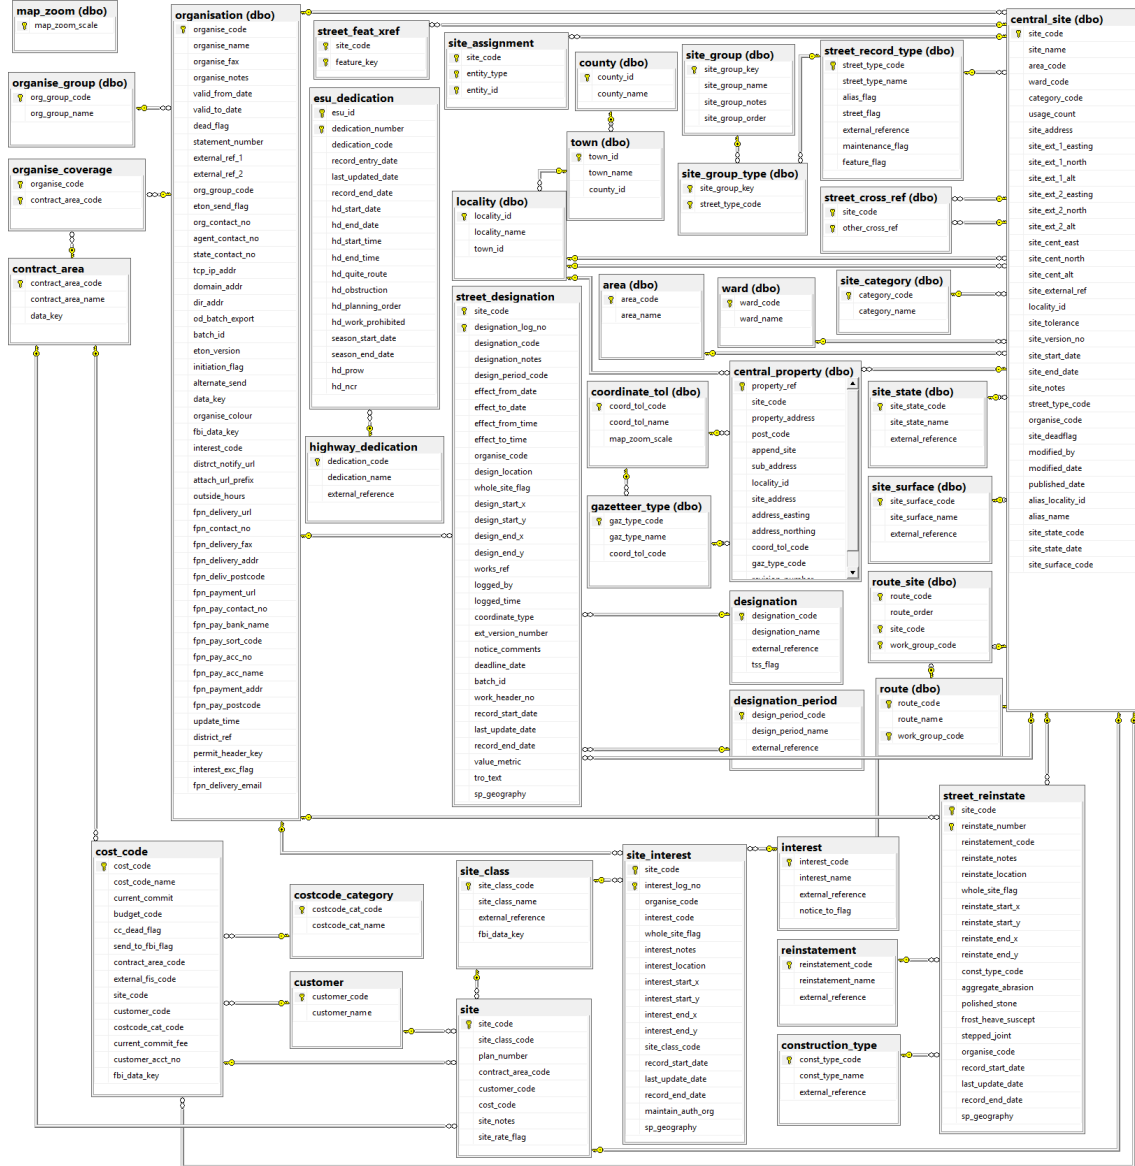 map_zoom (dbo)
map_zoom_scale
organise_group (dbo)
org_group_code
org_group_name
organise_coverage
organise_code
contract_area_code
contract_area
contract_area_code
contract_area_name
data_key
organisation (dbo)
organise_code
organise_name
organise_fax
organise_notes
valid_from_date
valid_to_date
dead_flag
statement_number
external_ref_1
external_ref_2
org_group_code
eton_send_flag
org_contact_no
agent_contact_no
state_contact_no
tcp_ip_addr
domain_addr
dir_addr
od_batch_export
batch_id
eton_version
initiation_flag
alternate_send
data_key
organise_colour
fbi_data_key
interest_code
distrct_notify_url
attach_url_prefix
outside_hours
fpn_delivery_url
fpn_contact_no
fpn_delivery_fax
fpn_delivery_addr
fpn_deliv_postcode
fpn_payment_url
fpn_pay_contact_no
fpn_pay_bank_name
fpn_pay_sort_code
fpn_pay_acc_no
fpn_pay_acc_name
fpn_payment_addr
fpn_pay_postcode
update_time
district_ref
permit_header_key
interest_exc_flag
fpn_delivery_email
street_feat_xref
site_code
feature_key
esu_dedication
esu_id
dedication_number
dedication_code
record_entry_date
last_updated_date
record_end_date
hd_start_date
hd_end_date
hd_start_time
hd_end_time
hd_quite_route
hd_obstruction
hd_planning_order
hd_work_prohibited
season_start_date
season_end_date
hd_prow
hd_ncr
highway_dedication
dedication_code
dedication_name
external_reference
site_assignment
site_code
entity_type
entity_id
county (dbo)
county_id
county_name
town (dbo)
town_id
town_name
county_id
locality (dbo)
locality_id
locality_name
town_id
site_group (dbo)
site_group_key
site_group_name
site_group_notes
site_group_order
site_group_type (dbo)
site_group_key
street_type_code
street_record_type (dbo)
street_type_code
street_type_name
alias_flag
street_flag
external_reference
maintenance_flag
feature_flag
street_cross_ref (dbo)
site_code
other_cross_ref
central_site (dbo)
site_code
site_name
area_code
ward_code
category_code
usage_count
site_address
site_ext_1_easting
site_ext_1_north
site_ext_1_alt
site_ext_2_easting
site_ext_2_north
site_ext_2_alt
site_cent_east
site_cent_north
site_cent_alt
site_external_ref
locality_id
site_tolerance
site_version_no
site_start_date
site_end_date
site_notes
street_type_code
organise_code
site_deadflag
modified_by
modified_date
published_date
alias_locality_id
alias_name
site_state_code
site_state_date
site_surface_code
street_designation
site_code
designation_log_no
designation_code
designation_notes
design_period_code
effect_from_date
effect_to_date
effect_from_time
effect_to_time
organise_code
design_location
whole_site_flag
design_start_x
design_start_y
design_end_x
design_end_y
works_ref
logged_by
logged_time
coordinate_type
ext_version_number
notice_comments
deadline_date
batch_id
work_header_no
record_start_date
last_update_date
record_end_date
value_metric
tro_text
sp_geography
area (dbo)
area_code
area_name
ward (dbo)
ward_code
ward_name
site_category (dbo)
category_code
category_name
coordinate_tol (dbo)
coord_tol_code
coord_tol_name
map_zoom_scale
gazetteer_type (dbo)
gaz_type_code
gaz_type_name
coord_tol_code
central_property (dbo)
property_ref
site_code
property_address
post_code
append_site
sub_address
locality_id
site_address
address_easting
address_northing
coord_tol_code
gaz_type_code
revision_number
site_state (dbo)
site_state_code
site_state_name
external_reference
site_surface (dbo)
site_surface_code
site_surface_name
external_reference
route_site (dbo)
route_code
route_order
site_code
work_group_code
route (dbo)
route_code
route_name
work_group_code
designation
designation_code
designation_name
external_reference
tss_flag
designation_period
design_period_code
design_period_name
external_reference
cost_code
cost_code
cost_code_name
current_commit
budget_code
cc_dead_flag
send_to_fbi_flag
contract_area_code
external_fis_code
site_code
customer_code
costcode_cat_code
current_commit_fee
customer_acct_no
fbi_data_key
costcode_category
costcode_cat_code
costcode_cat_name
customer
customer_code
customer_name
site_class
site_class_code
site_class_name
external_reference
fbi_data_key
site
site_code
site_class_code
plan_number
contract_area_code
customer_code
cost_code
site_notes
site_rate_flag
site_interest
site_code
interest_log_no
organise_code
interest_code
whole_site_flag
interest_notes
interest_location
interest_start_x
interest_start_y
interest_end_x
interest_end_y
site_class_code
record_start_date
last_update_date
record_end_date
maintain_auth_org
sp_geography
interest
interest_code
interest_name
external_reference
notice_to_flag
reinstatement
reinstatement_code
reinstatement_name
external_reference
construction_type
const_type_code
const_type_name
external_reference
street_reinstate
site_code
reinstate_number
reinstatement_code
reinstate_notes
reinstate_location
whole_site_flag
reinstate_start_x
reinstate_start_y
reinstate_end_x
reinstate_end_y
const_type_code
aggregate_abrasion
polished_stone
frost_heave_suscept
stepped_joint
organise_code
record_start_date
last_update_date
record_end_date
sp_geography